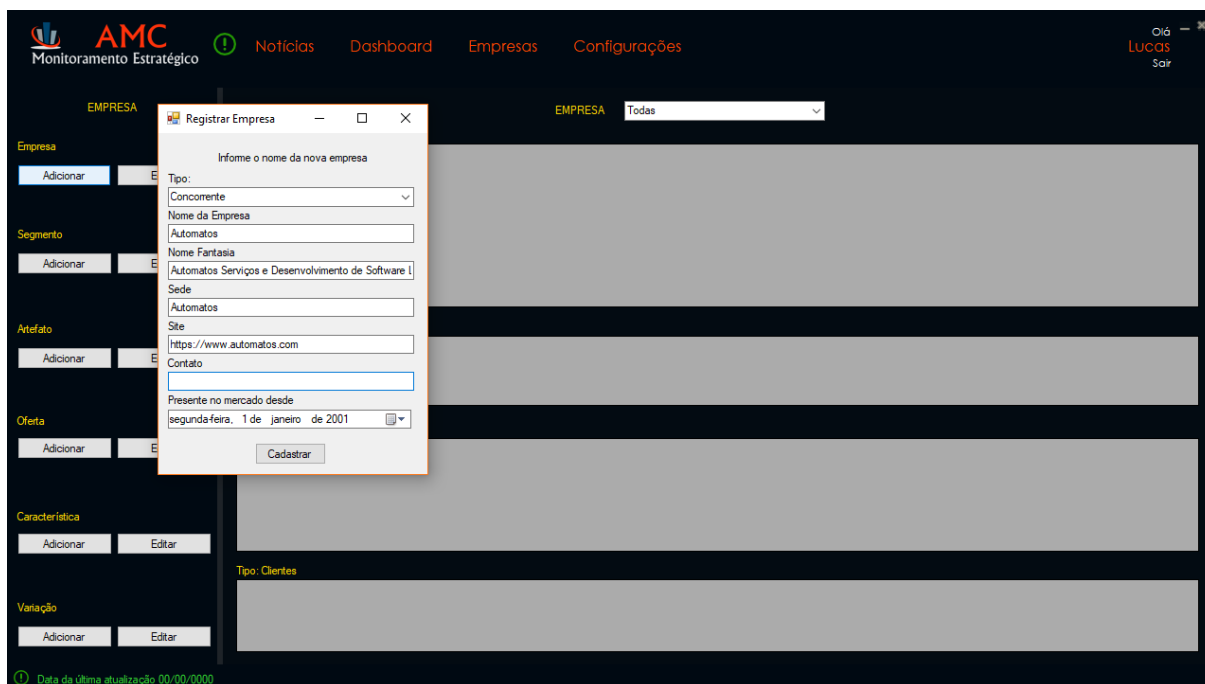 AMC
Monitoramento Estratégico
Notícias
Dashboard
Empresas
Configurações
Olá
Lucas
Sair
EMPRESA
Empresa
Adicionar
E
Segmento
Adicionar
E
Artefato
Adicionar
E
Oferta
Adicionar
E
Característica
Adicionar
Editar
Variação
Adicionar
Editar
Data da última atualização 00/00/0000
Registrar Empresa
Informe o nome da nova empresa
Tipo:
Concorrente
Nome da Empresa
Automatos
Nome Fantasia
Automatos Serviços e Desenvolvimento de Software L
Sede
Automatos
Site
https://www.automatos.com
Contato
Presente no mercado desde
segunda-feira, 1 de janeiro de 2001
Cadastrar
EMPRESA
Todas
Tipo: Clientes